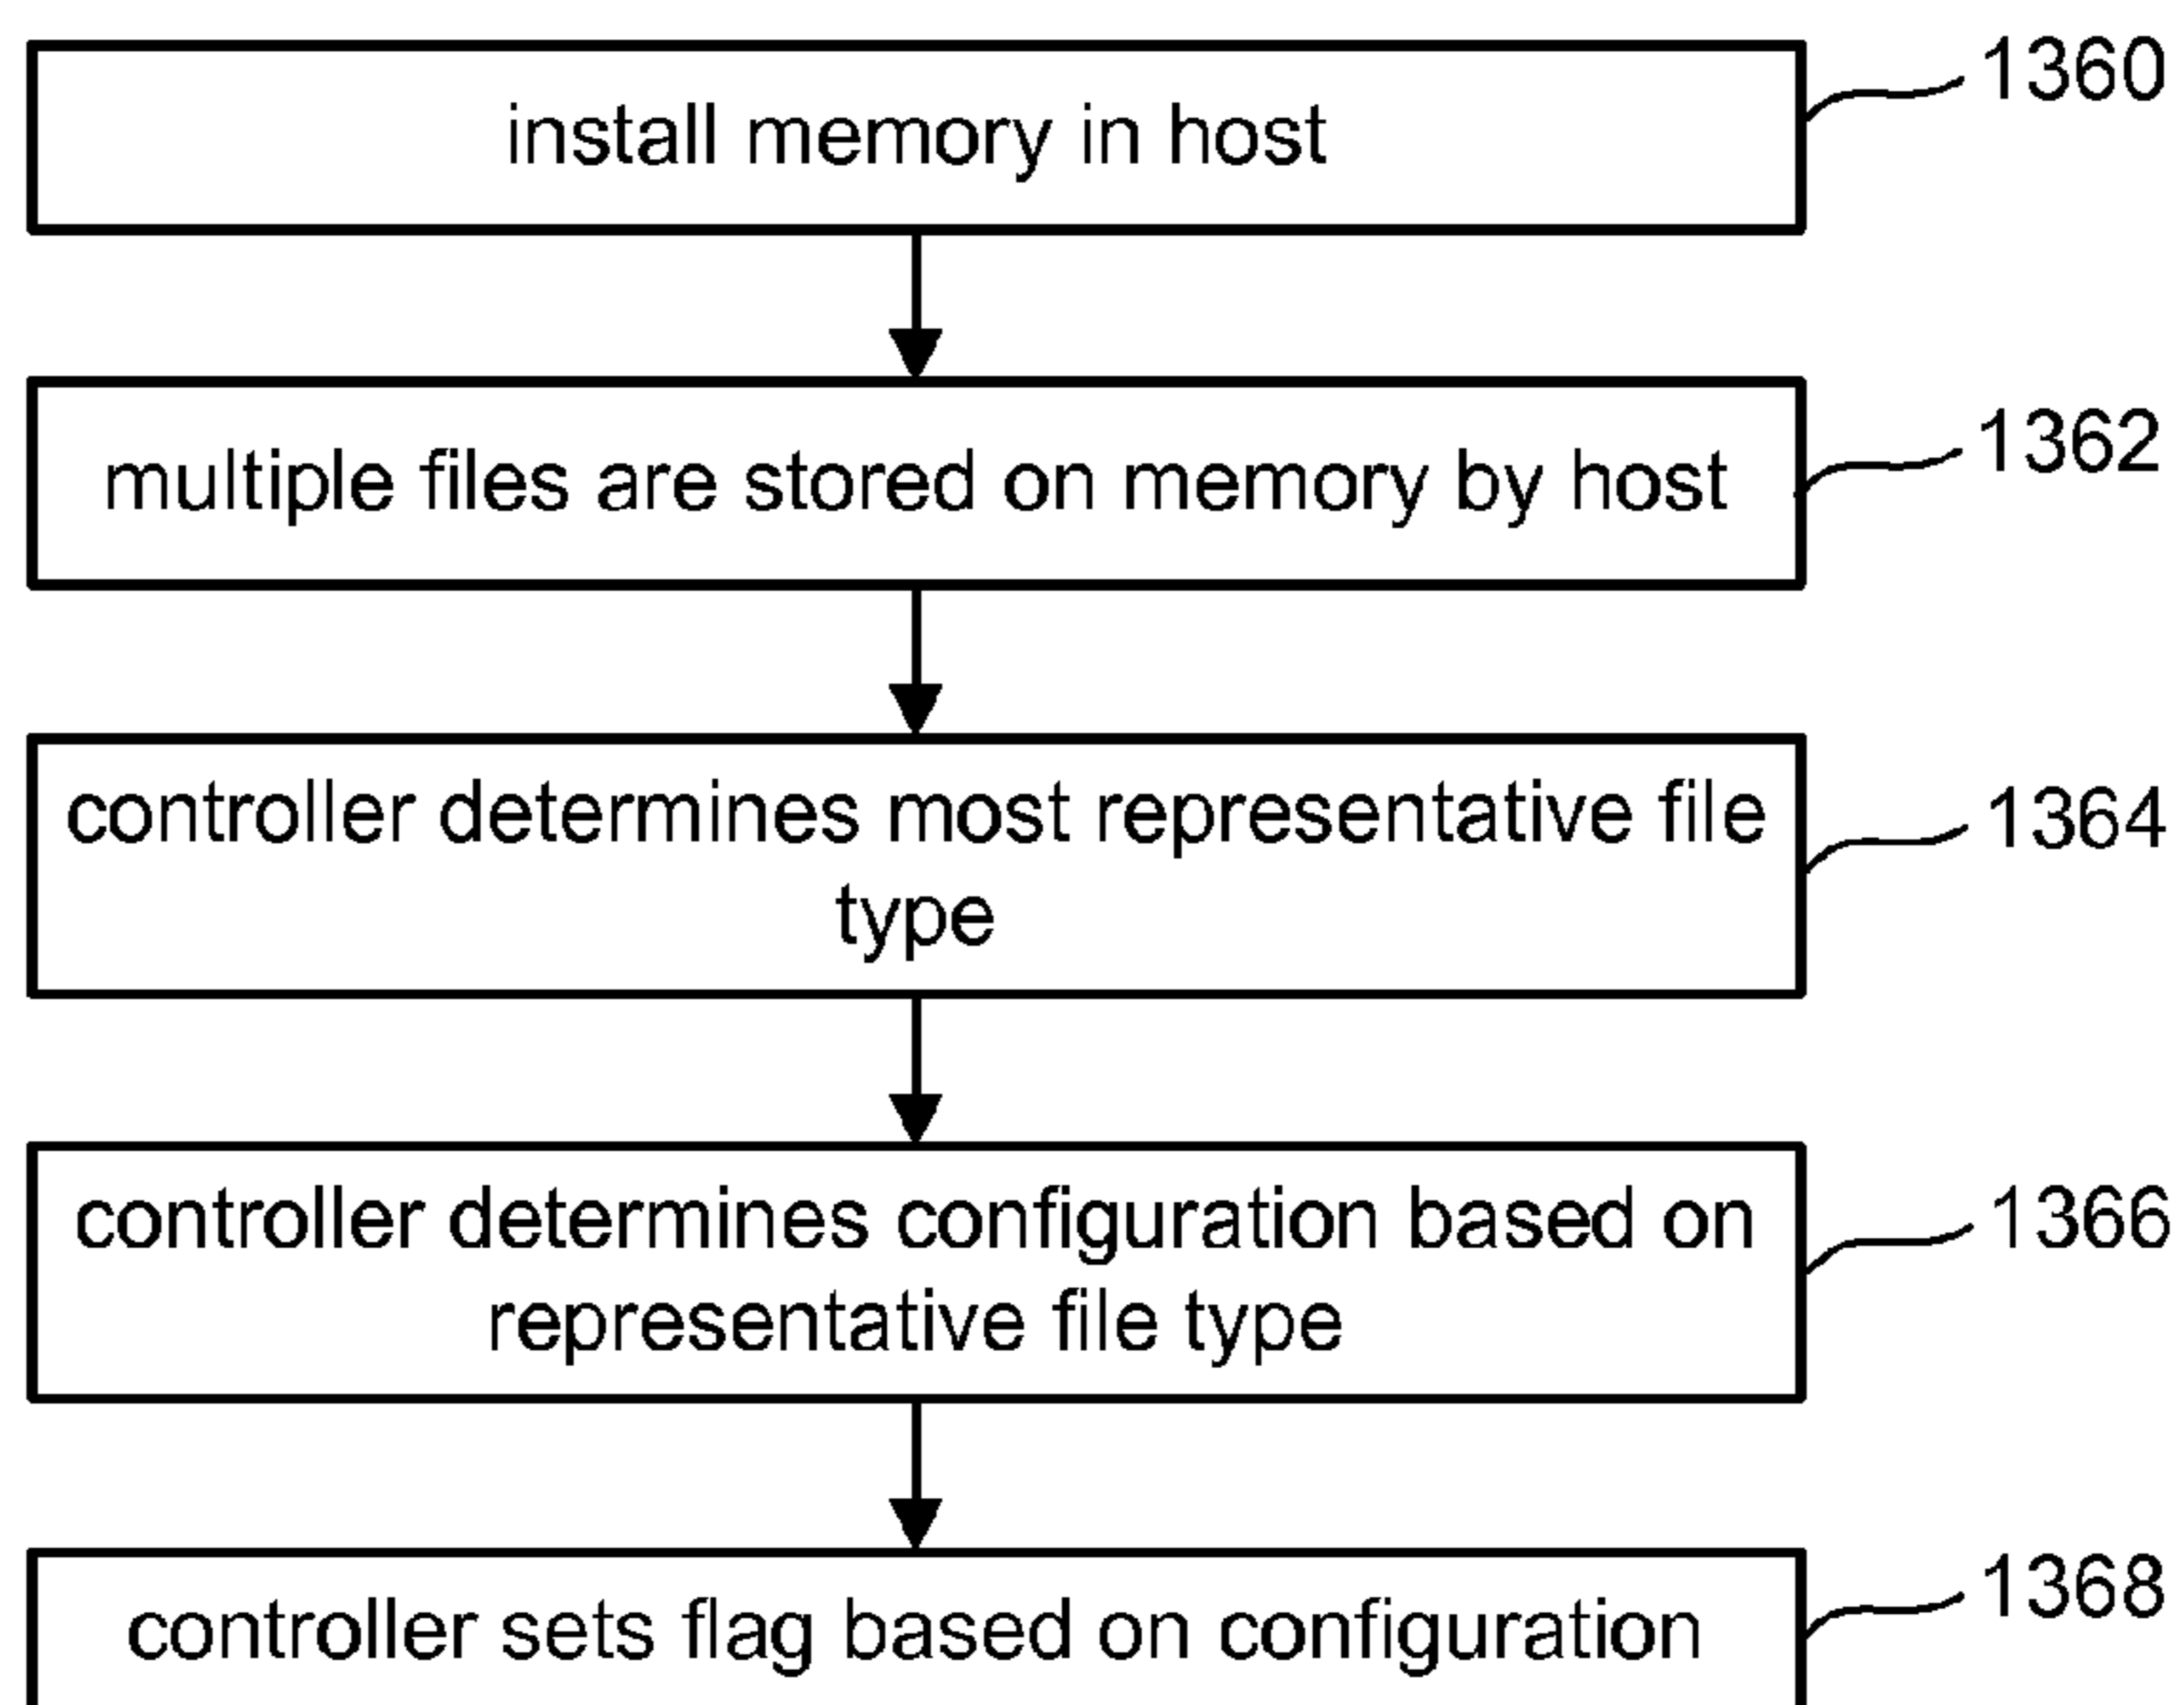 install memory in host
1360
multiple files are stored on memory by host
1362
controller determines most representative file
type
1364
controller determines configuration based on
representative file type
1366
controller sets flag based on configuration
1368